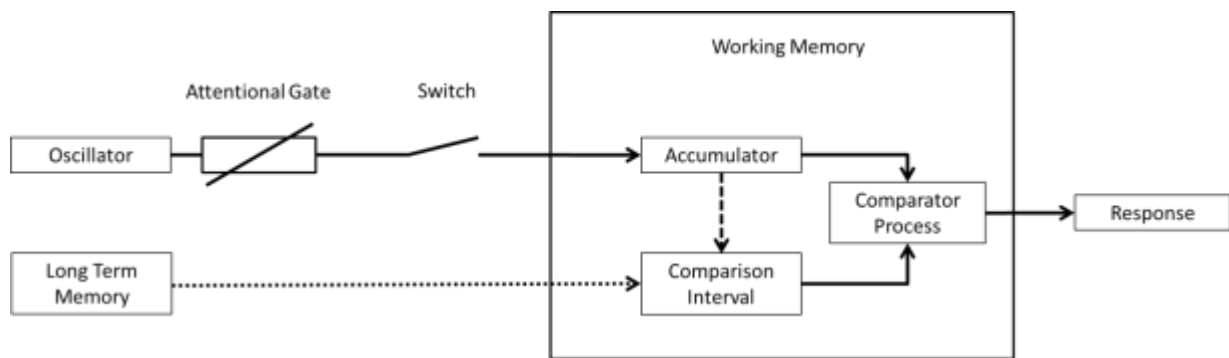 Working Memory
Attentional Gate
Switch
Oscillator
Accumulator
Comparator
Process
Response
Long Term
Memory
Comparison
Interval